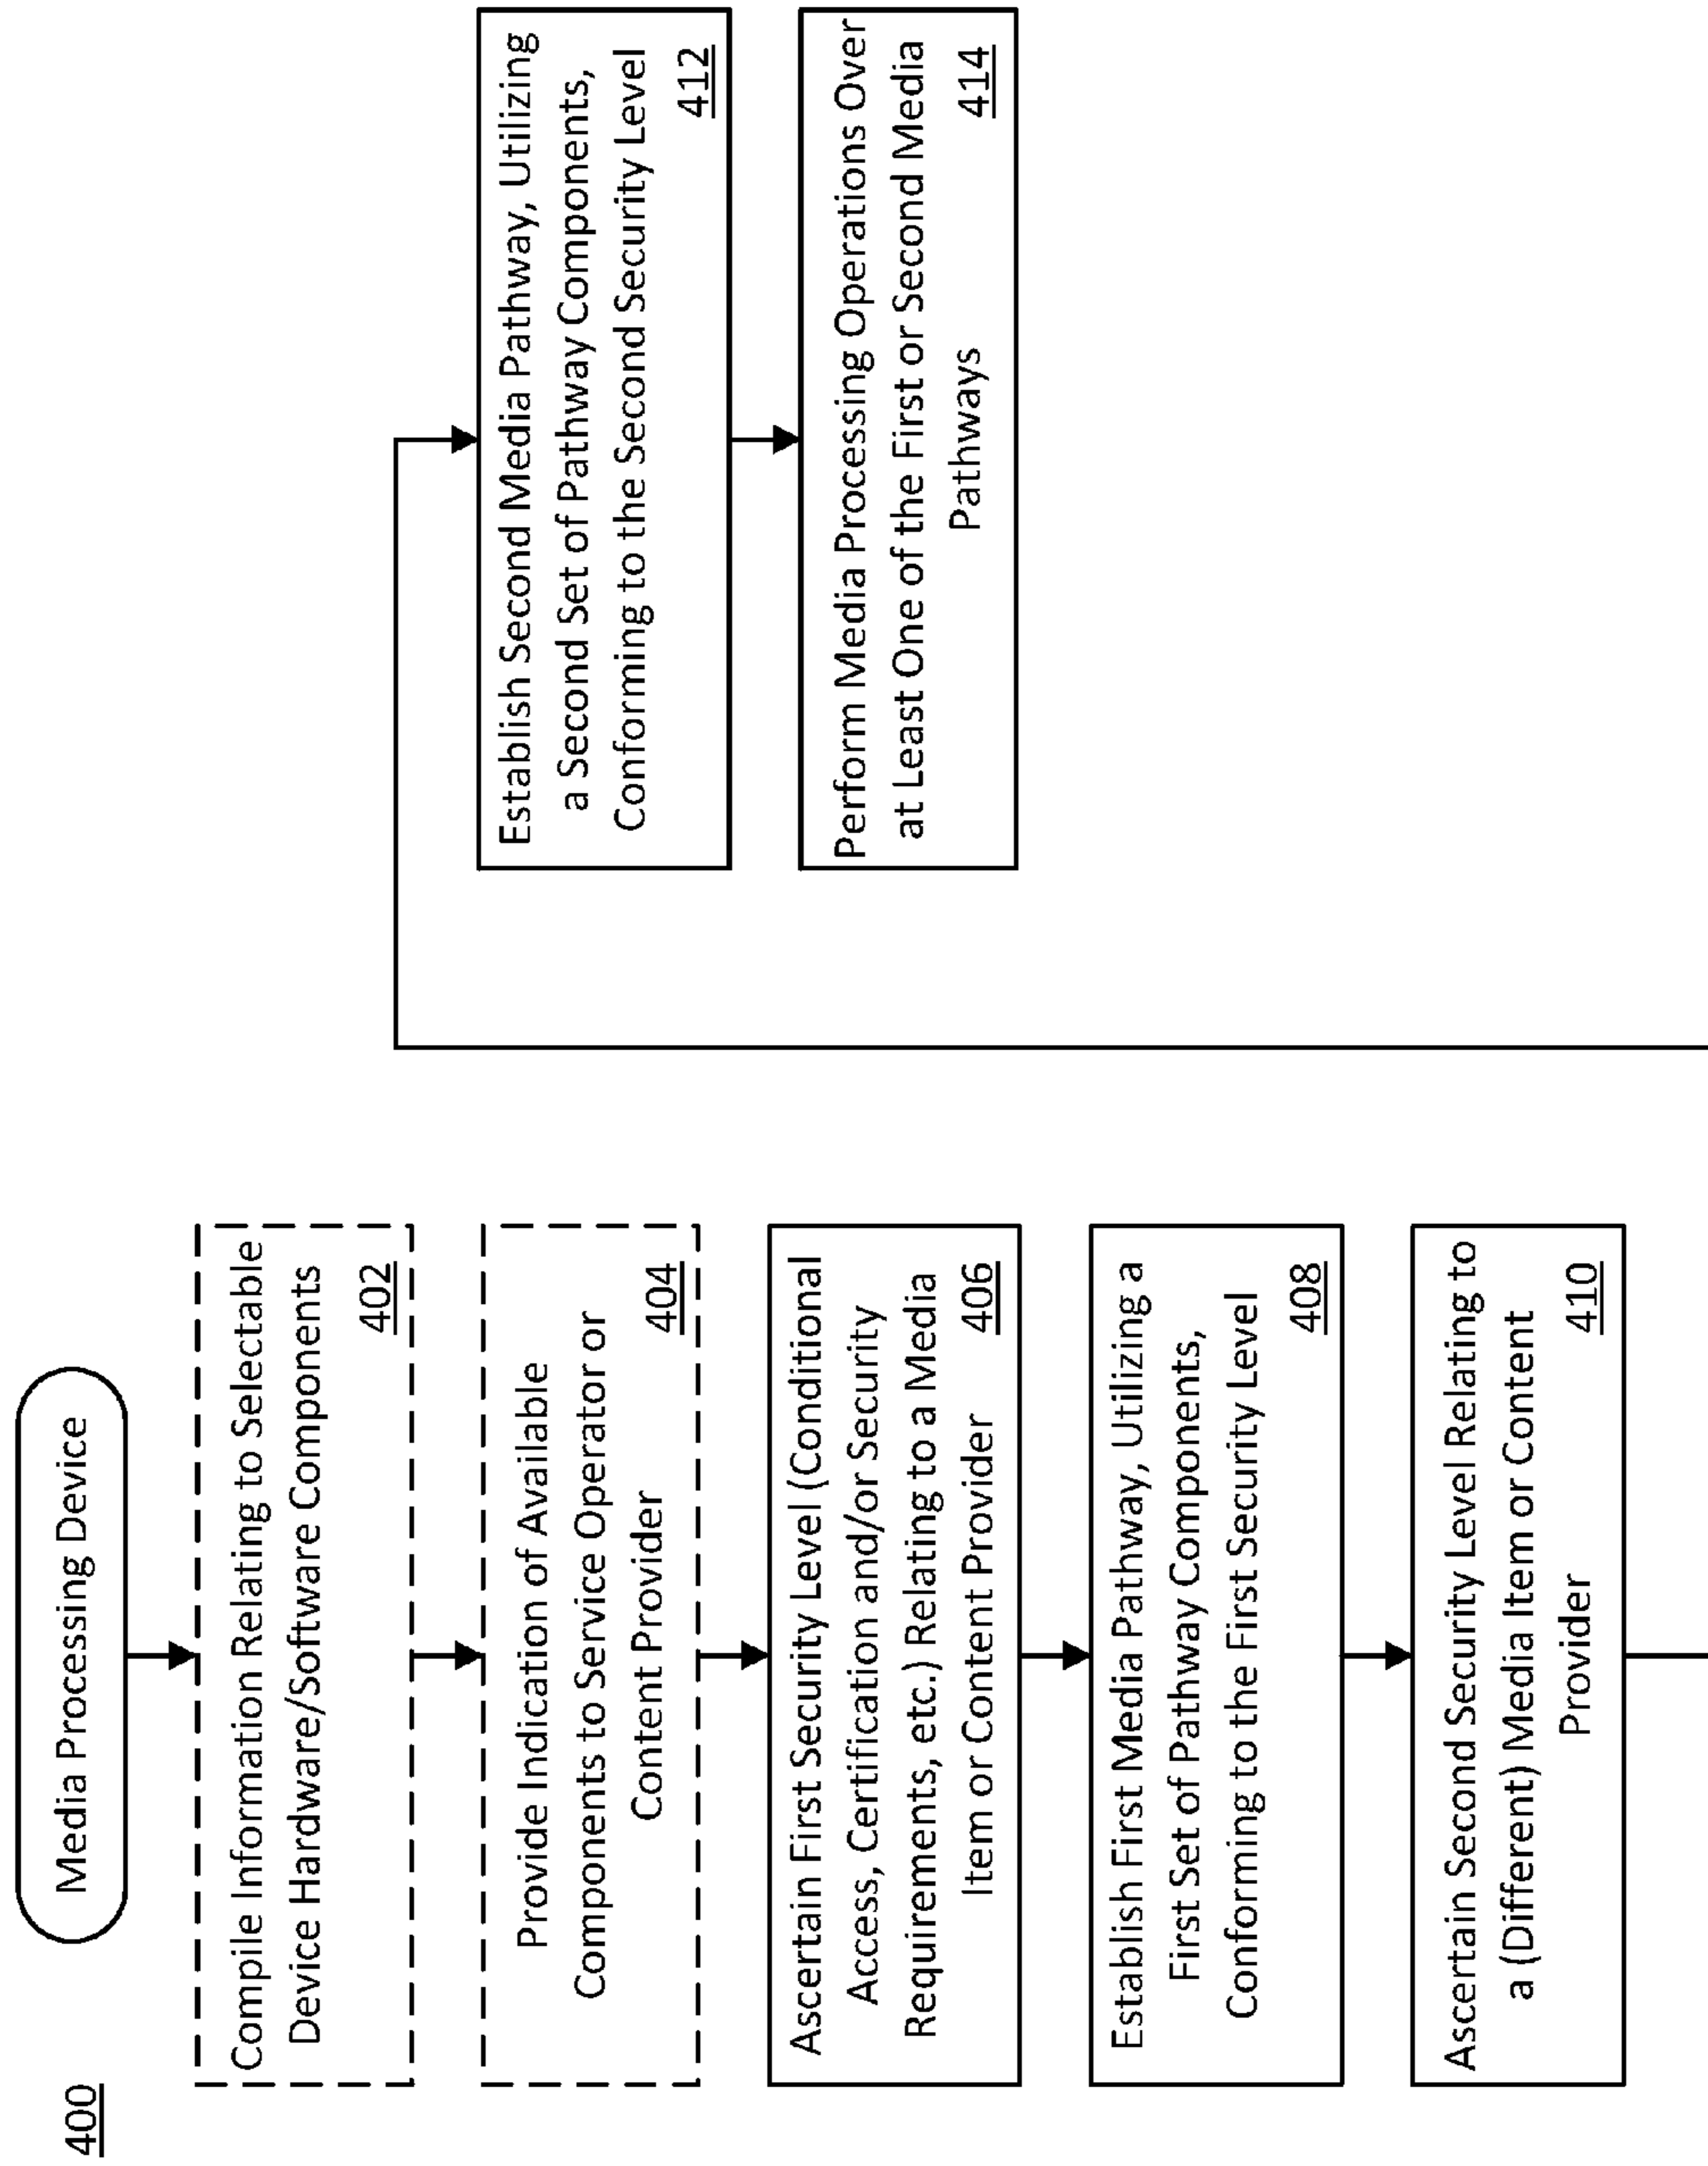 400
Media Processing Device
Compile Information Relating to Selectable
Device Hardware/Software Components
402
Provide Indication of Available
Components to Service Operator or
Content Provider
404
Ascertain First Security Level (Conditional
Access, Certification and/or Security
Requirements, etc.) Relating to a Media
Item or Content Provider
406
Establish First Media Pathway, Utilizing a
First Set of Pathway Components,
Conforming to the First Security Level
408
Ascertain Second Security Level Relating to
a (Different) Media Item or Content
Provider
410
Establish Second Media Pathway, Utilizing
a Second Set of Pathway Components,
Conforming to the Second Security Level
412
Perform Media Processing Operations Over
at Least One of the First or Second Media
Pathways
414